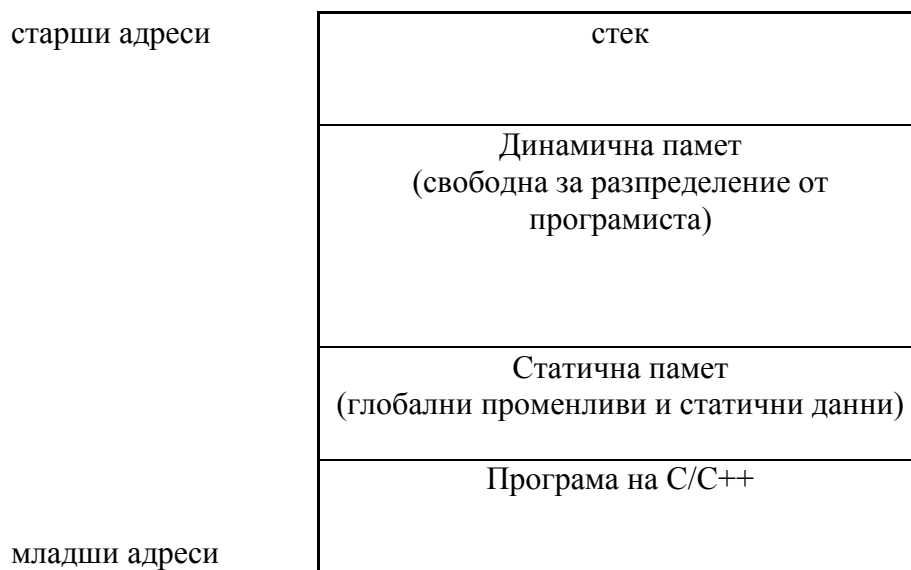 старши адреси
стек
Динамична памет
(свободна за разпределение от
програмиста)
Статична памет
(глобални променливи и статични данни)
Програма на C/C++
младши адреси